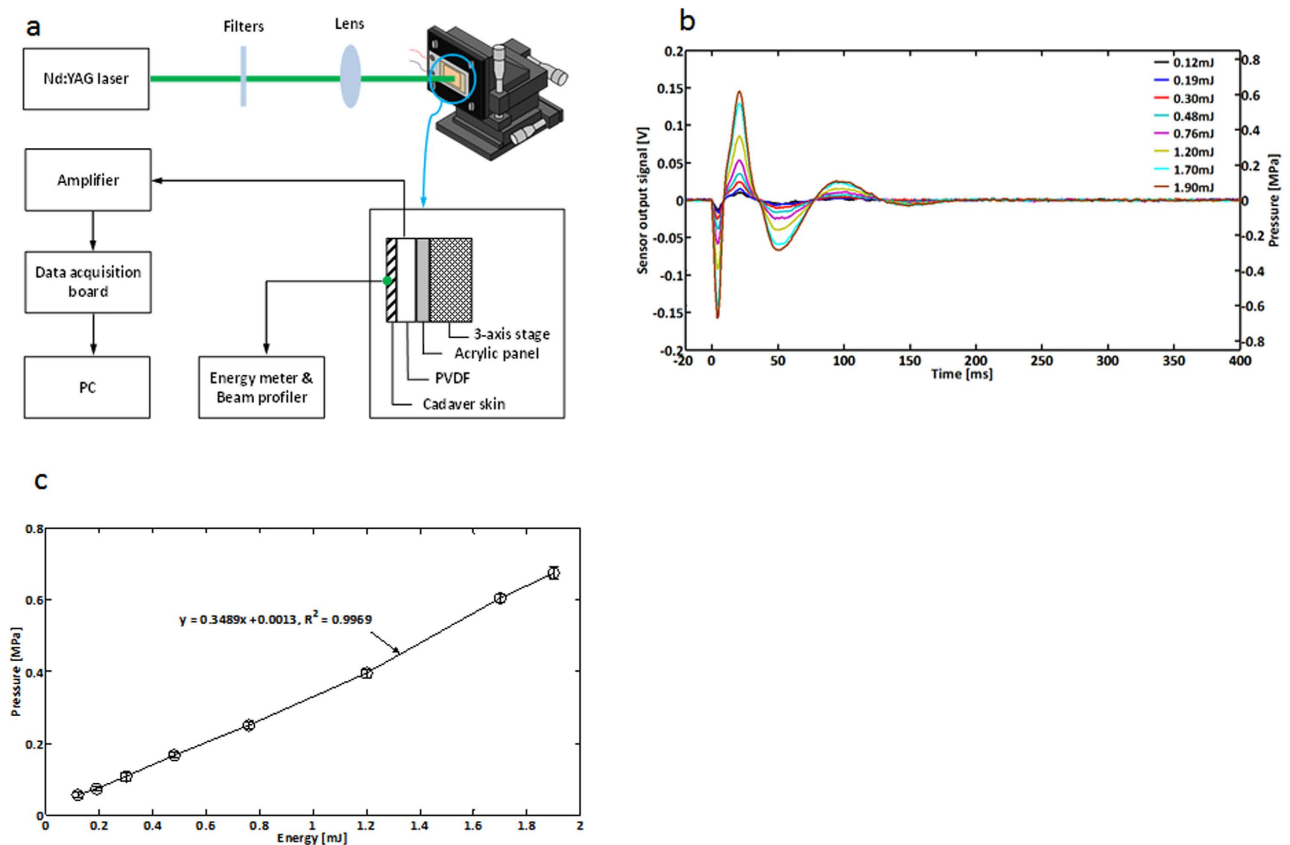 a
Filters
Lens
Nd:YAG laser
Amplifier
Data acquisition
board
PC
Energy meter &
Beam profiler
3-axis stage
Acrylic panel
PVDF
Cadaver skin
b
Sensor output signal [V]
0.2
0.15
0.1
0.05
0
-0.05
-0.1
-0.15
-0.2
-20
0
50
100
150
200
250
300
350
400
Time [ms]
0.12mJ
0.19mJ
0.30mJ
0.48mJ
0.76mJ
1.20mJ
1.70mJ
1.90mJ
0.8
0.6
0.4
0.2
0
-0.2
-0.4
-0.6
-0.8
Pressure [MPa]
c
Pressure [MPa]
0.8
0.6
0.4
0.2
0
y = 0.3489x +0.0013, R² = 0.9969
0
0.2
0.4
0.6
0.8
1
1.2
1.4
1.6
1.8
2
Energy [mJ]